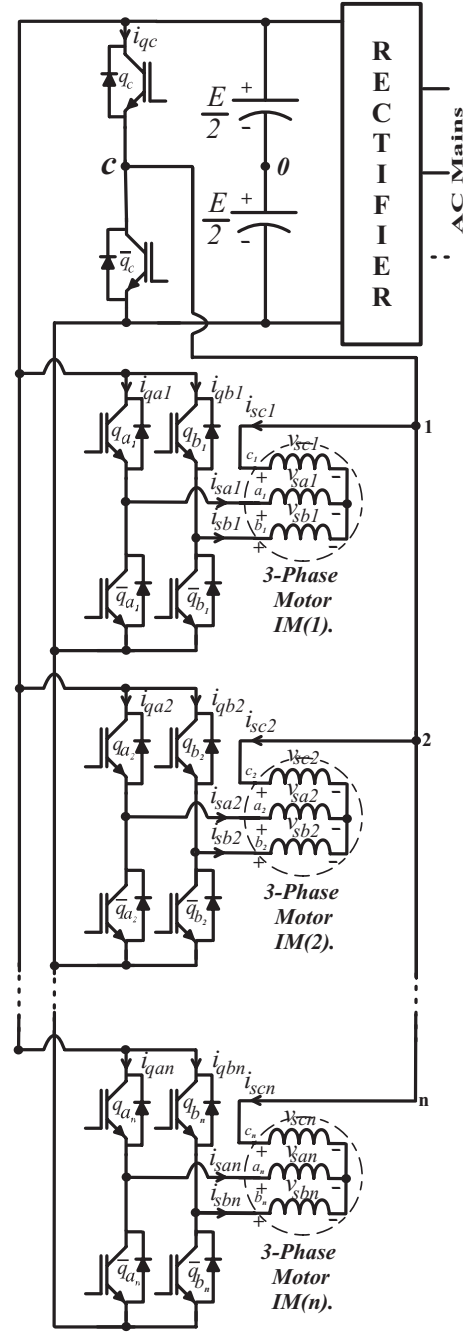 i_qc
q_c
E/2
+
-
c
0
E/2
+
-
q̅_c
RECTIFIER
AC Mains
i_qa1
i_qb1
q_a1
q_b1
i_sc1
1
v_sc1
c_1
+
-
i_sa1
a_1
v_sa1
+
-
i_sb1
b_1
v_sb1
+
-
q̅_a1
q̅_b1
3-Phase
Motor
IM(1).
i_qa2
i_qb2
q_a2
q_b2
i_sc2
2
v_sc2
c_2
+
-
i_sa2
a_2
v_sa2
+
-
i_sb2
b_2
v_sb2
+
-
q̅_a2
q̅_b2
3-Phase
Motor
IM(2).
i_qan
i_qbn
q_an
q_bn
i_scn
n
v_scn
c_n
+
-
i_san
a_n
v_san
+
-
i_sbn
b_n
v_sbn
+
-
q̅_an
q̅_bn
3-Phase
Motor
IM(n).